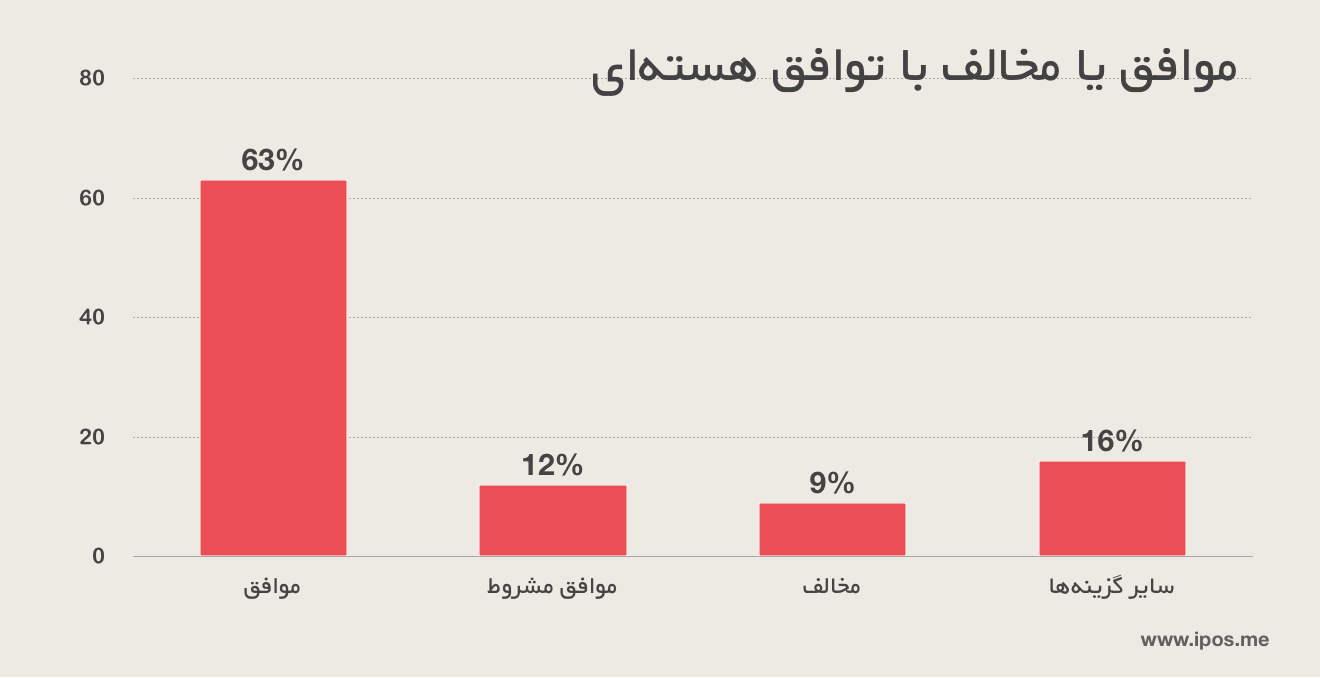 موافق یا مخالف با توافق هسته‌ای
80
63%
60
40
20
16%
12%
9%
0
موافق
موافق مشروط
مخالف
سایر گزینه‌ها
www.ipos.me